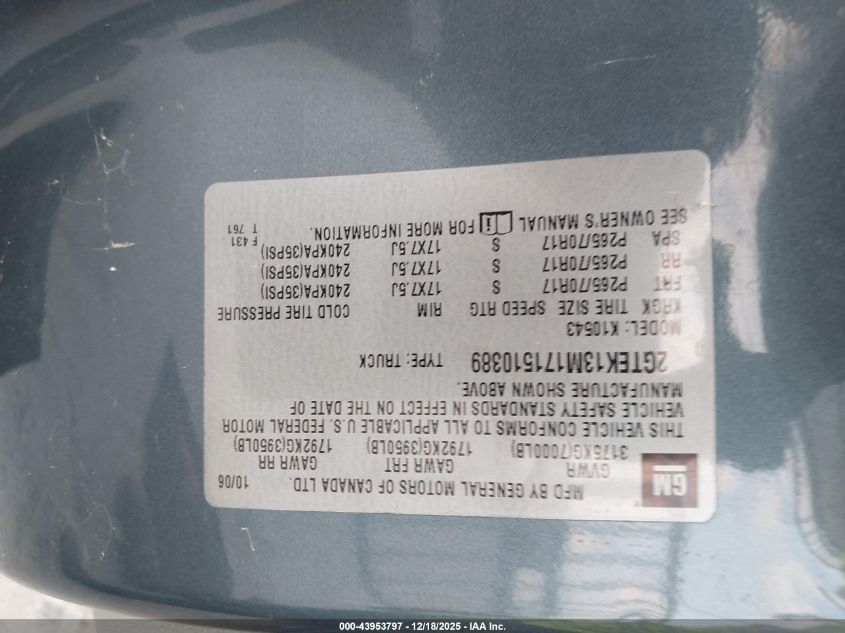 GM
MFD BY GENERAL MOTORS OF CANADA LTD. 10/06
GVWR GAWR FRT GAWR RR
3175KG(7000LB) 1792KG(3950LB) 1792KG(3950LB)
THIS VEHICLE CONFORMS TO ALL APPLICABLE U.S. FEDERAL MOTOR
VEHICLE SAFETY STANDARDS IN EFFECT ON THE DATE OF
MANUFACTURE SHOWN ABOVE.
2GTEK13M171510389 TYPE: TRUCK
MODEL: K10543
KRGK TIRE SIZE SPEED RTG RIM COLD TIRE PRESSURE
FRT P265/70R17 S 17X7.5J 240KPA(35PSI)
RR P265/70R17 S 17X7.5J 240KPA(35PSI)
SPA P265/70R17 S 17X7.5J 240KPA(35PSI)
SEE OWNER'S MANUAL i FOR MORE INFORMATION.
F 431
T 761
000-43953797 - 12/18/2025 - IAA Inc.